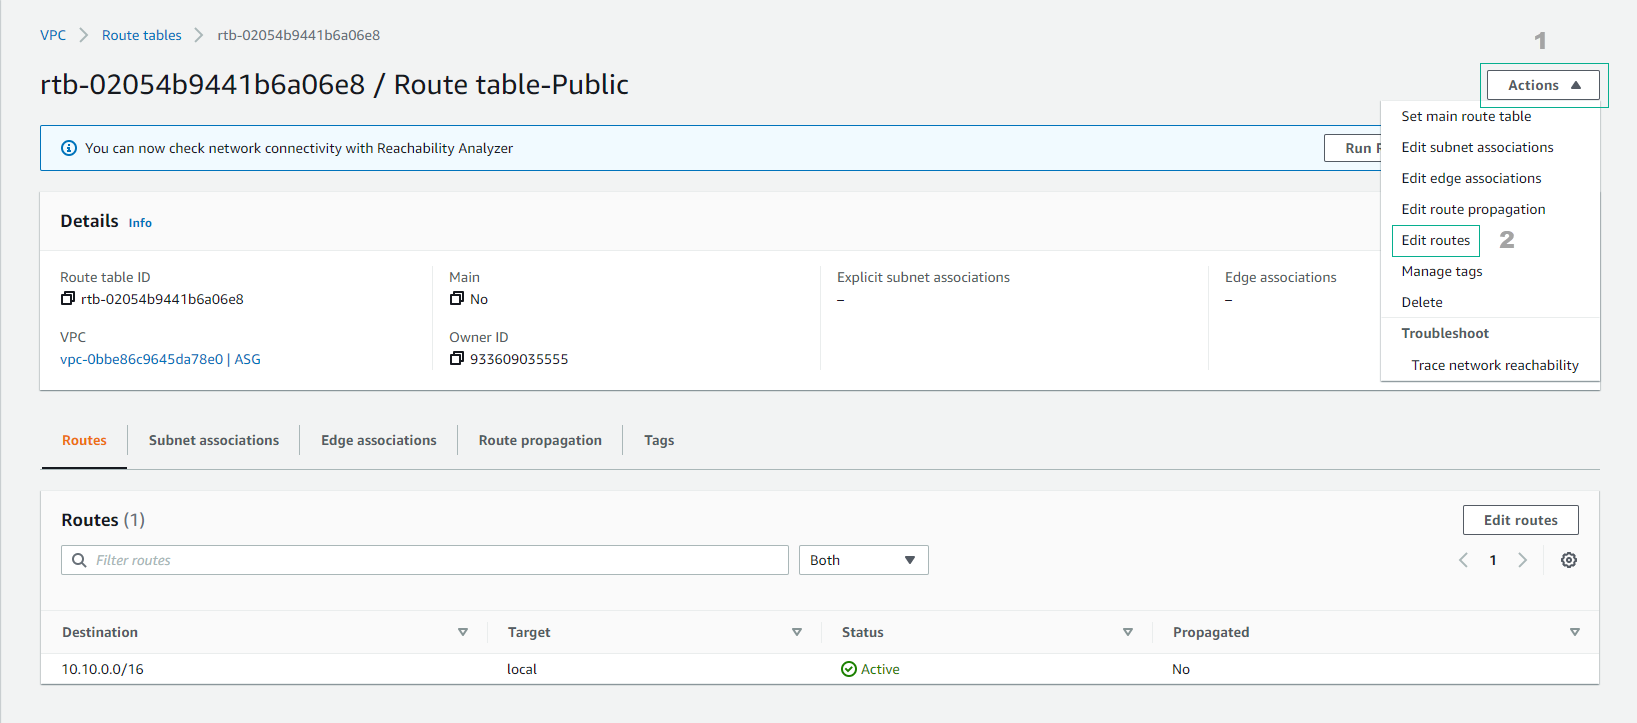 VPC > Route tables > rtb-02054b9441b6a06e8
1
rtb-02054b9441b6a06e8 / Route table-Public
Actions
You can now check network connectivity with Reachability Analyzer
Run
Set main route table
Edit subnet associations
Edit edge associations
Edit route propagation
Edit routes 2
Manage tags
Delete
Troubleshoot
Trace network reachability
Details Info
Route table ID
rtb-02054b9441b6a06e8
Main
No
Explicit subnet associations
–
Edge associations
–
VPC
vpc-0bbe86c9645da78e0 | ASG
Owner ID
933609035555
Routes Subnet associations Edge associations Route propagation Tags
Routes (1)
Edit routes
Filter routes
Both
1
Destination Target Status Propagated
10.10.0.0/16 local Active No